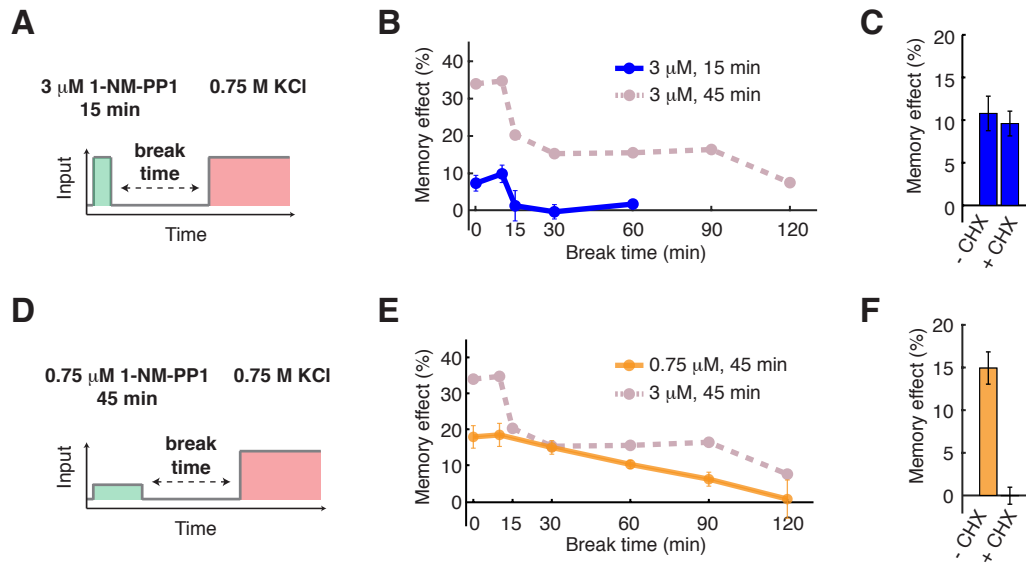 A
3 μM 1-NM-PP1
15 min
0.75 M KCl
break
time
Input
Time
B
Memory effect (%)
40
30
20
10
0
3 μM, 15 min
3 μM, 45 min
0 15 30 60 90 120
Break time (min)
C
Memory effect (%)
20
15
10
5
0
- CHX
+ CHX
D
0.75 μM 1-NM-PP1
45 min
0.75 M KCl
break
time
Input
Time
E
Memory effect (%)
40
30
20
10
0
0.75 μM, 45 min
3 μM, 45 min
0 15 30 60 90 120
Break time (min)
F
Memory effect (%)
20
15
10
5
0
- CHX
+ CHX